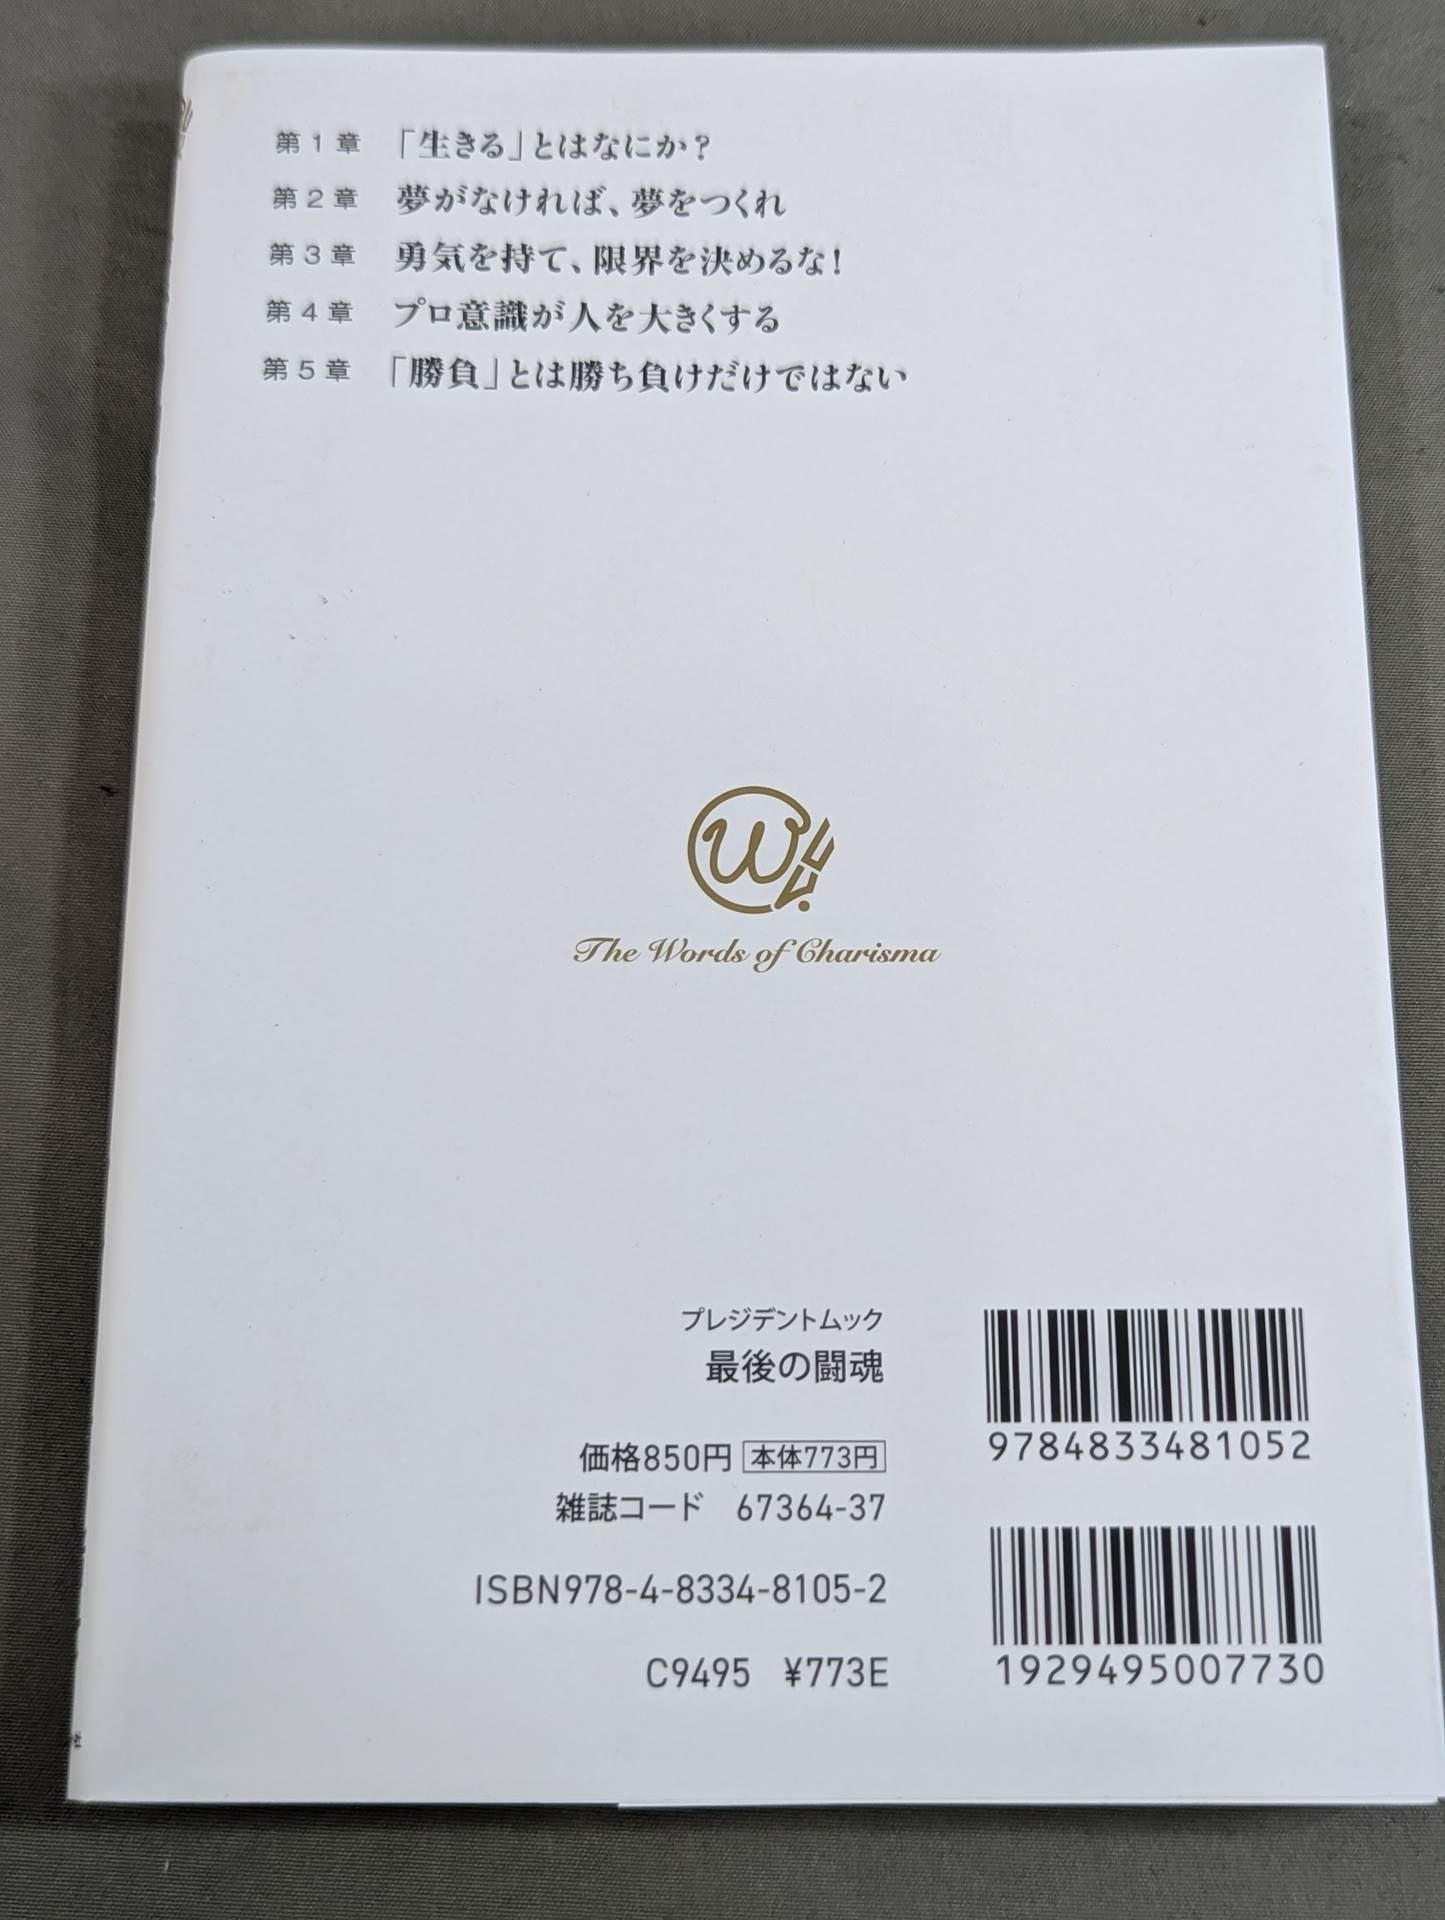 第1章 「生きる」とはなにか?
第2章 夢がなければ、夢をつくれ
第3章 勇気を持て、限界を決めるな!
第4章 プロ意識が人を大きくする
第5章 「勝負」とは勝ち負けだけではない
W
The Words of Charisma
プレジデントムック
最後の闘魂
価格850円 本体773円
雑誌コード 67364-37
ISBN978-4-8334-8105-2
C9495 ¥773E
9784833481052
1929495007730